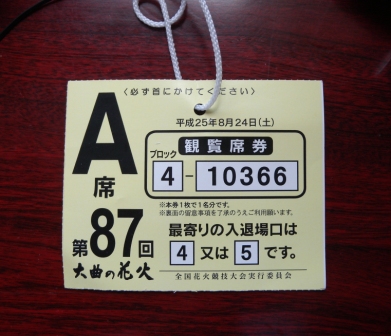 〈必ず首にかけてください〉
A
席
平成25年8月24日(土)
観覧席券
ブロック
4-10366
※本券1枚で1名分です。
※裏面の留意事項を了承のうえご利用願います。
第87回
大曲の花火
最寄りの入退場口は
4又は5です。
全国花火競技大会実行委員会